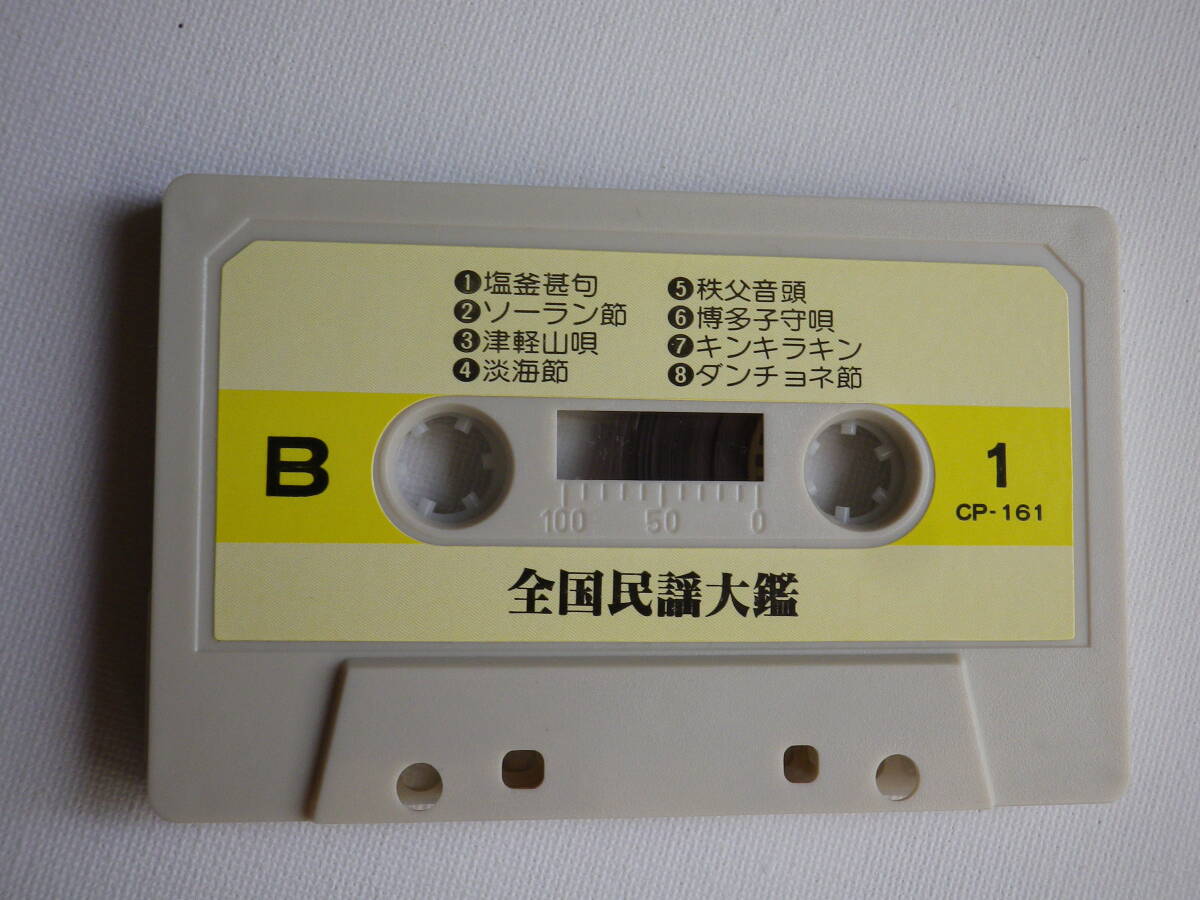 ❶塩釜甚句
❷ソーラン節
❸津軽山唄
❹淡海節
❺秩父音頭
❻博多子守唄
❼キンキラキン
❽ダンチョネ節
B
100 50 0
1
CP-161
全国民謡大鑑